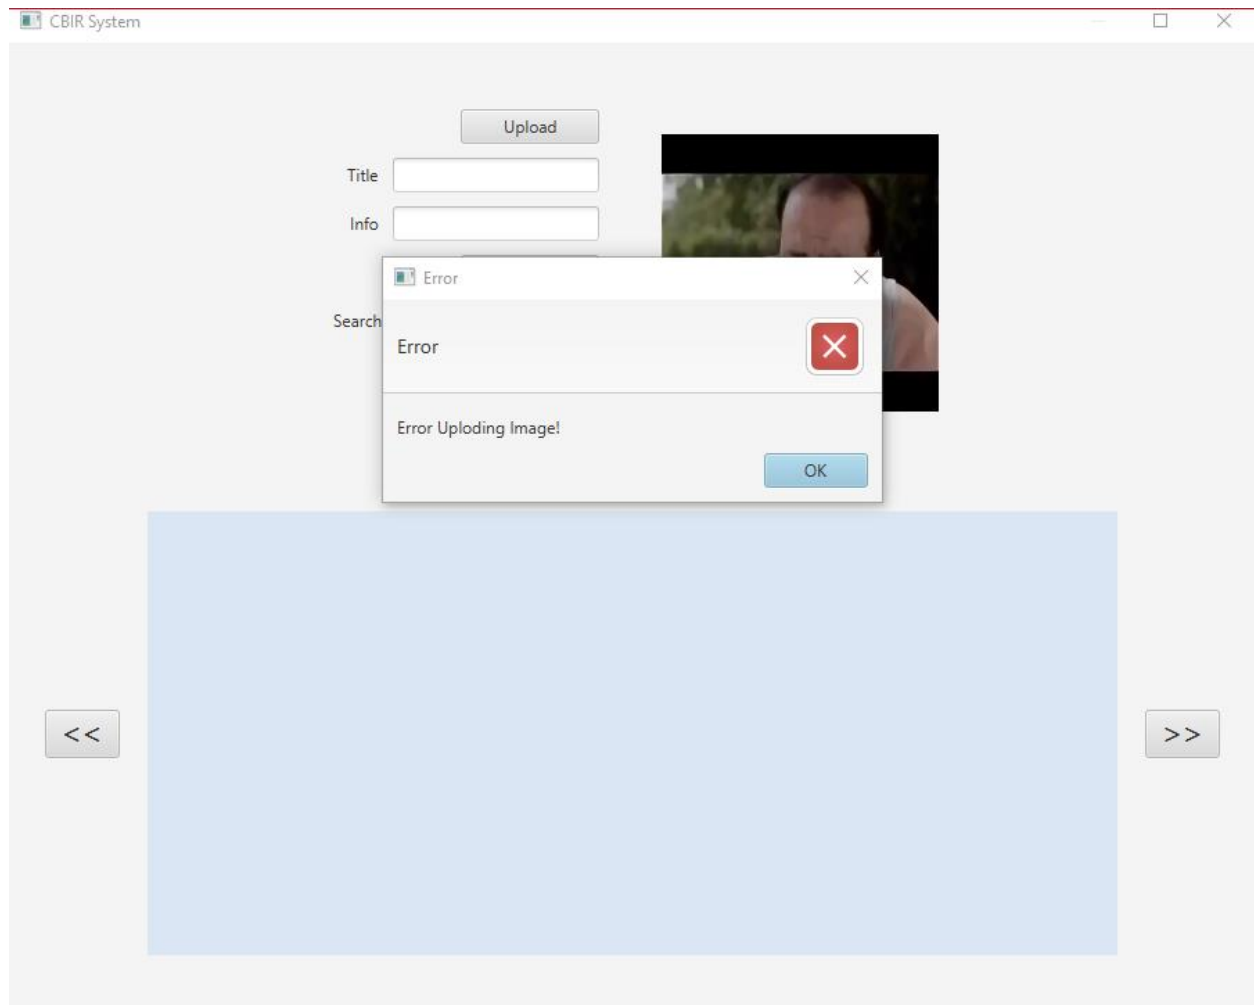 CBIR System
Upload
Title
Info
Error
Search
Error
Error Uploding Image!
OK
<<
>>